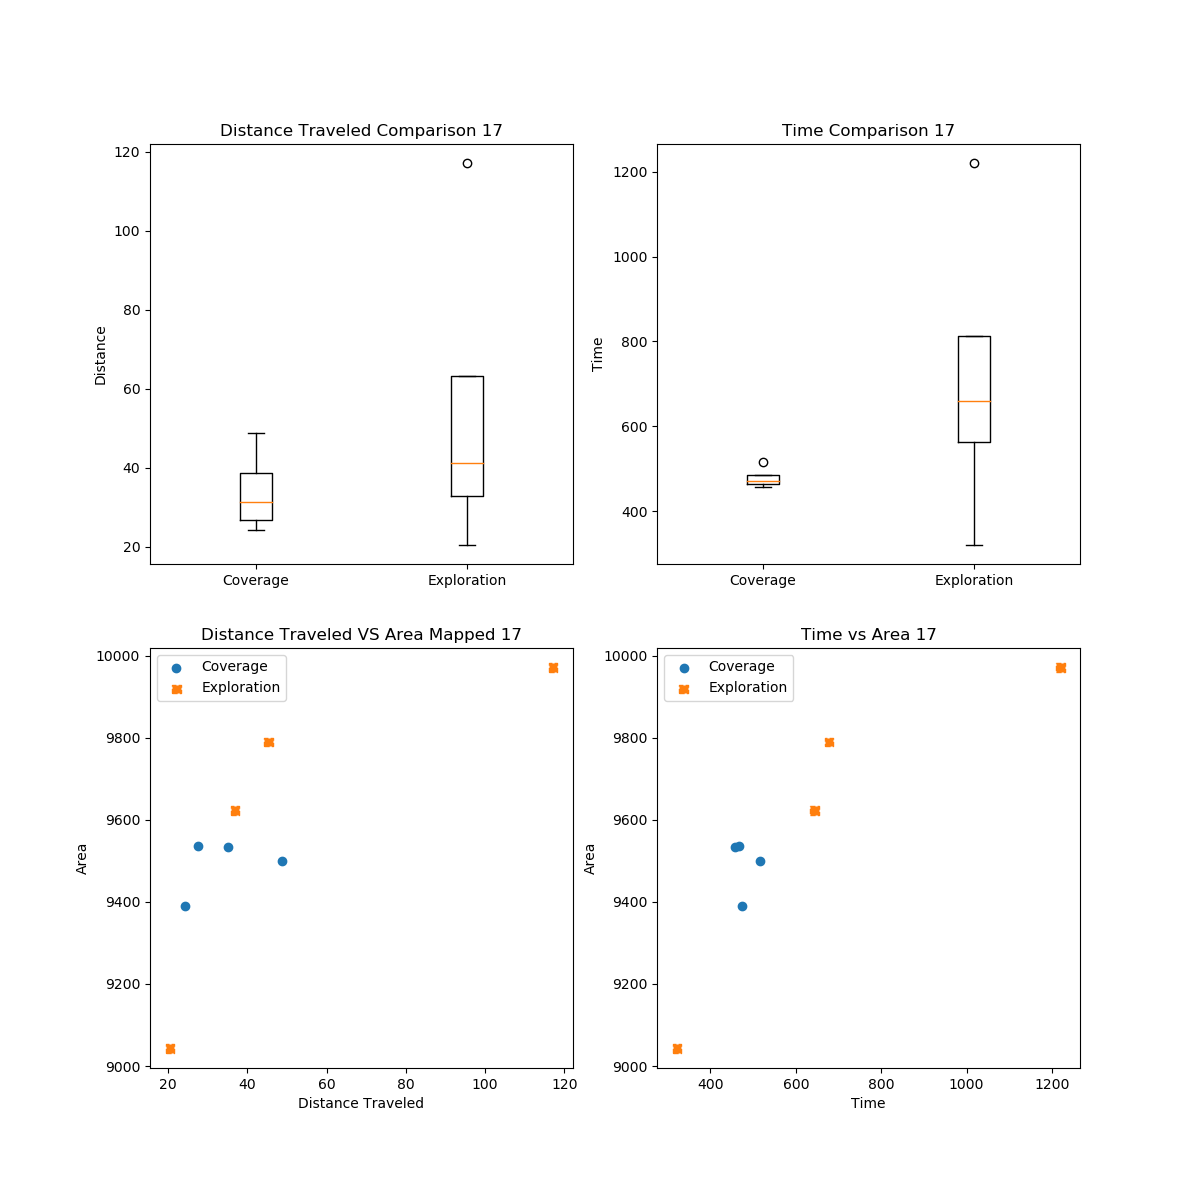 Distance Traveled Comparison 17
120
100
80
60
40
20
Distance
Coverage
Exploration
Time Comparison 17
1200
1000
800
600
400
Time
Coverage
Exploration
Distance Traveled VS Area Mapped 17
Coverage
Exploration
10000
9800
9600
9400
9200
9000
Area
20 40 60 80 100 120
Distance Traveled
Time vs Area 17
Coverage
Exploration
10000
9800
9600
9400
9200
9000
Area
400 600 800 1000 1200
Time